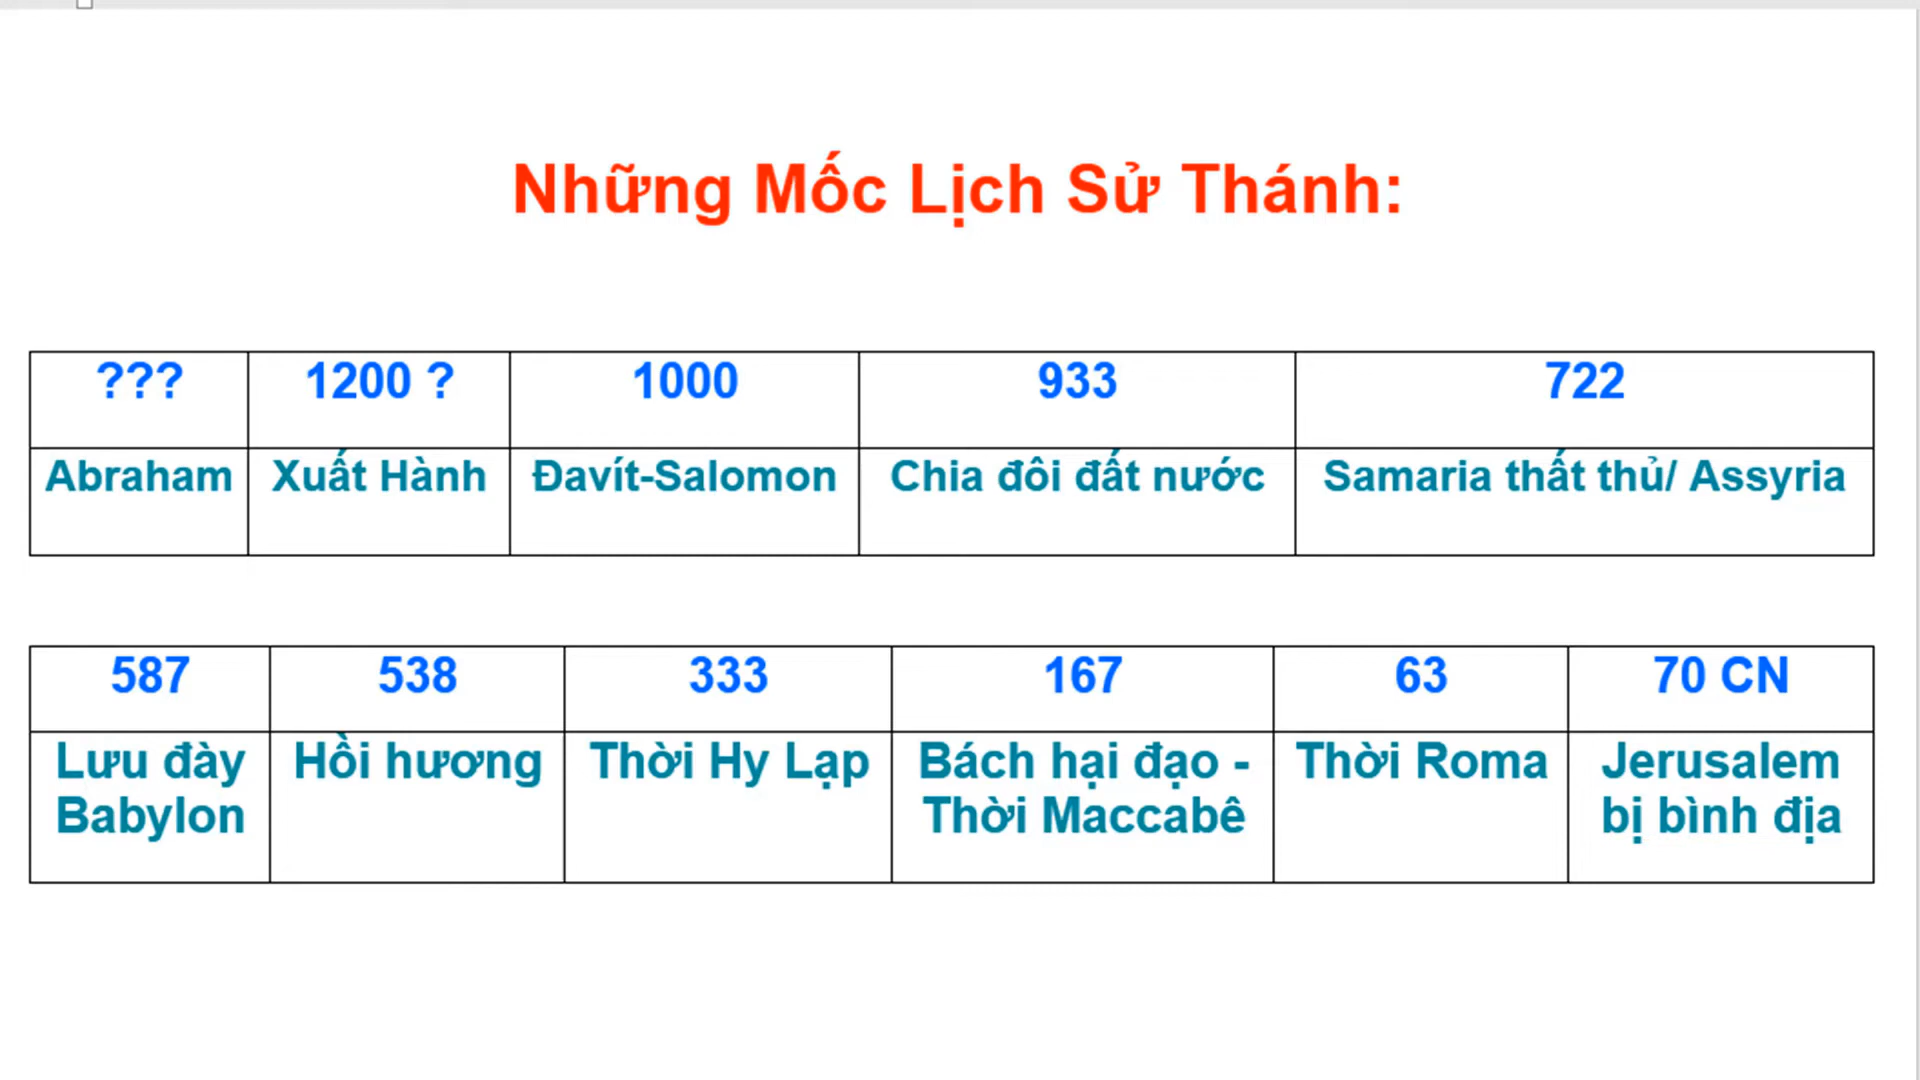 Những Mốc Lịch Sử Thánh:
??? 1200 ? 1000 933 722
Abraham Xuất Hành Đavít-Salomon Chia đôi đất nước Samaria thất thủ/ Assyria
587 538 333 167 63 70 CN
Lưu đày Hồi hương Thời Hy Lạp Bách hại đạo - Thời Roma Jerusalem
Babylon Thời Maccabê bị bình địa